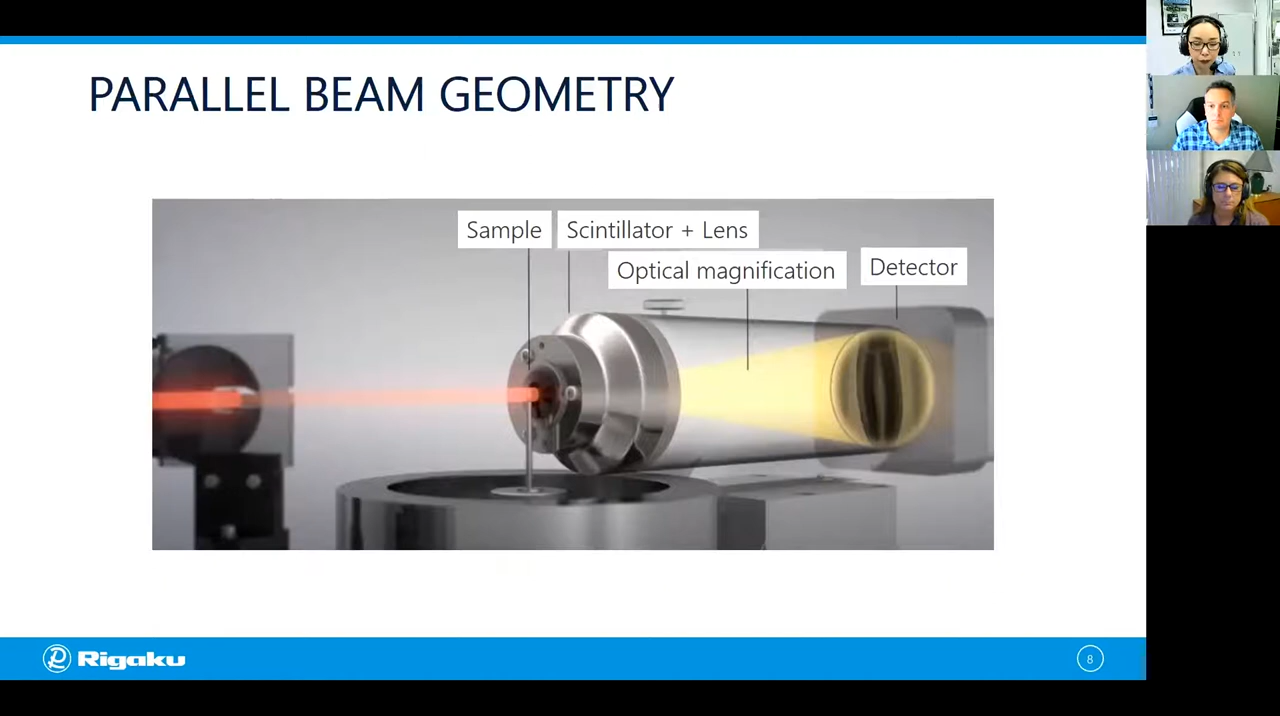 PARALLEL BEAM GEOMETRY
Sample
Scintillator + Lens
Optical magnification
Detector
Rigaku
8